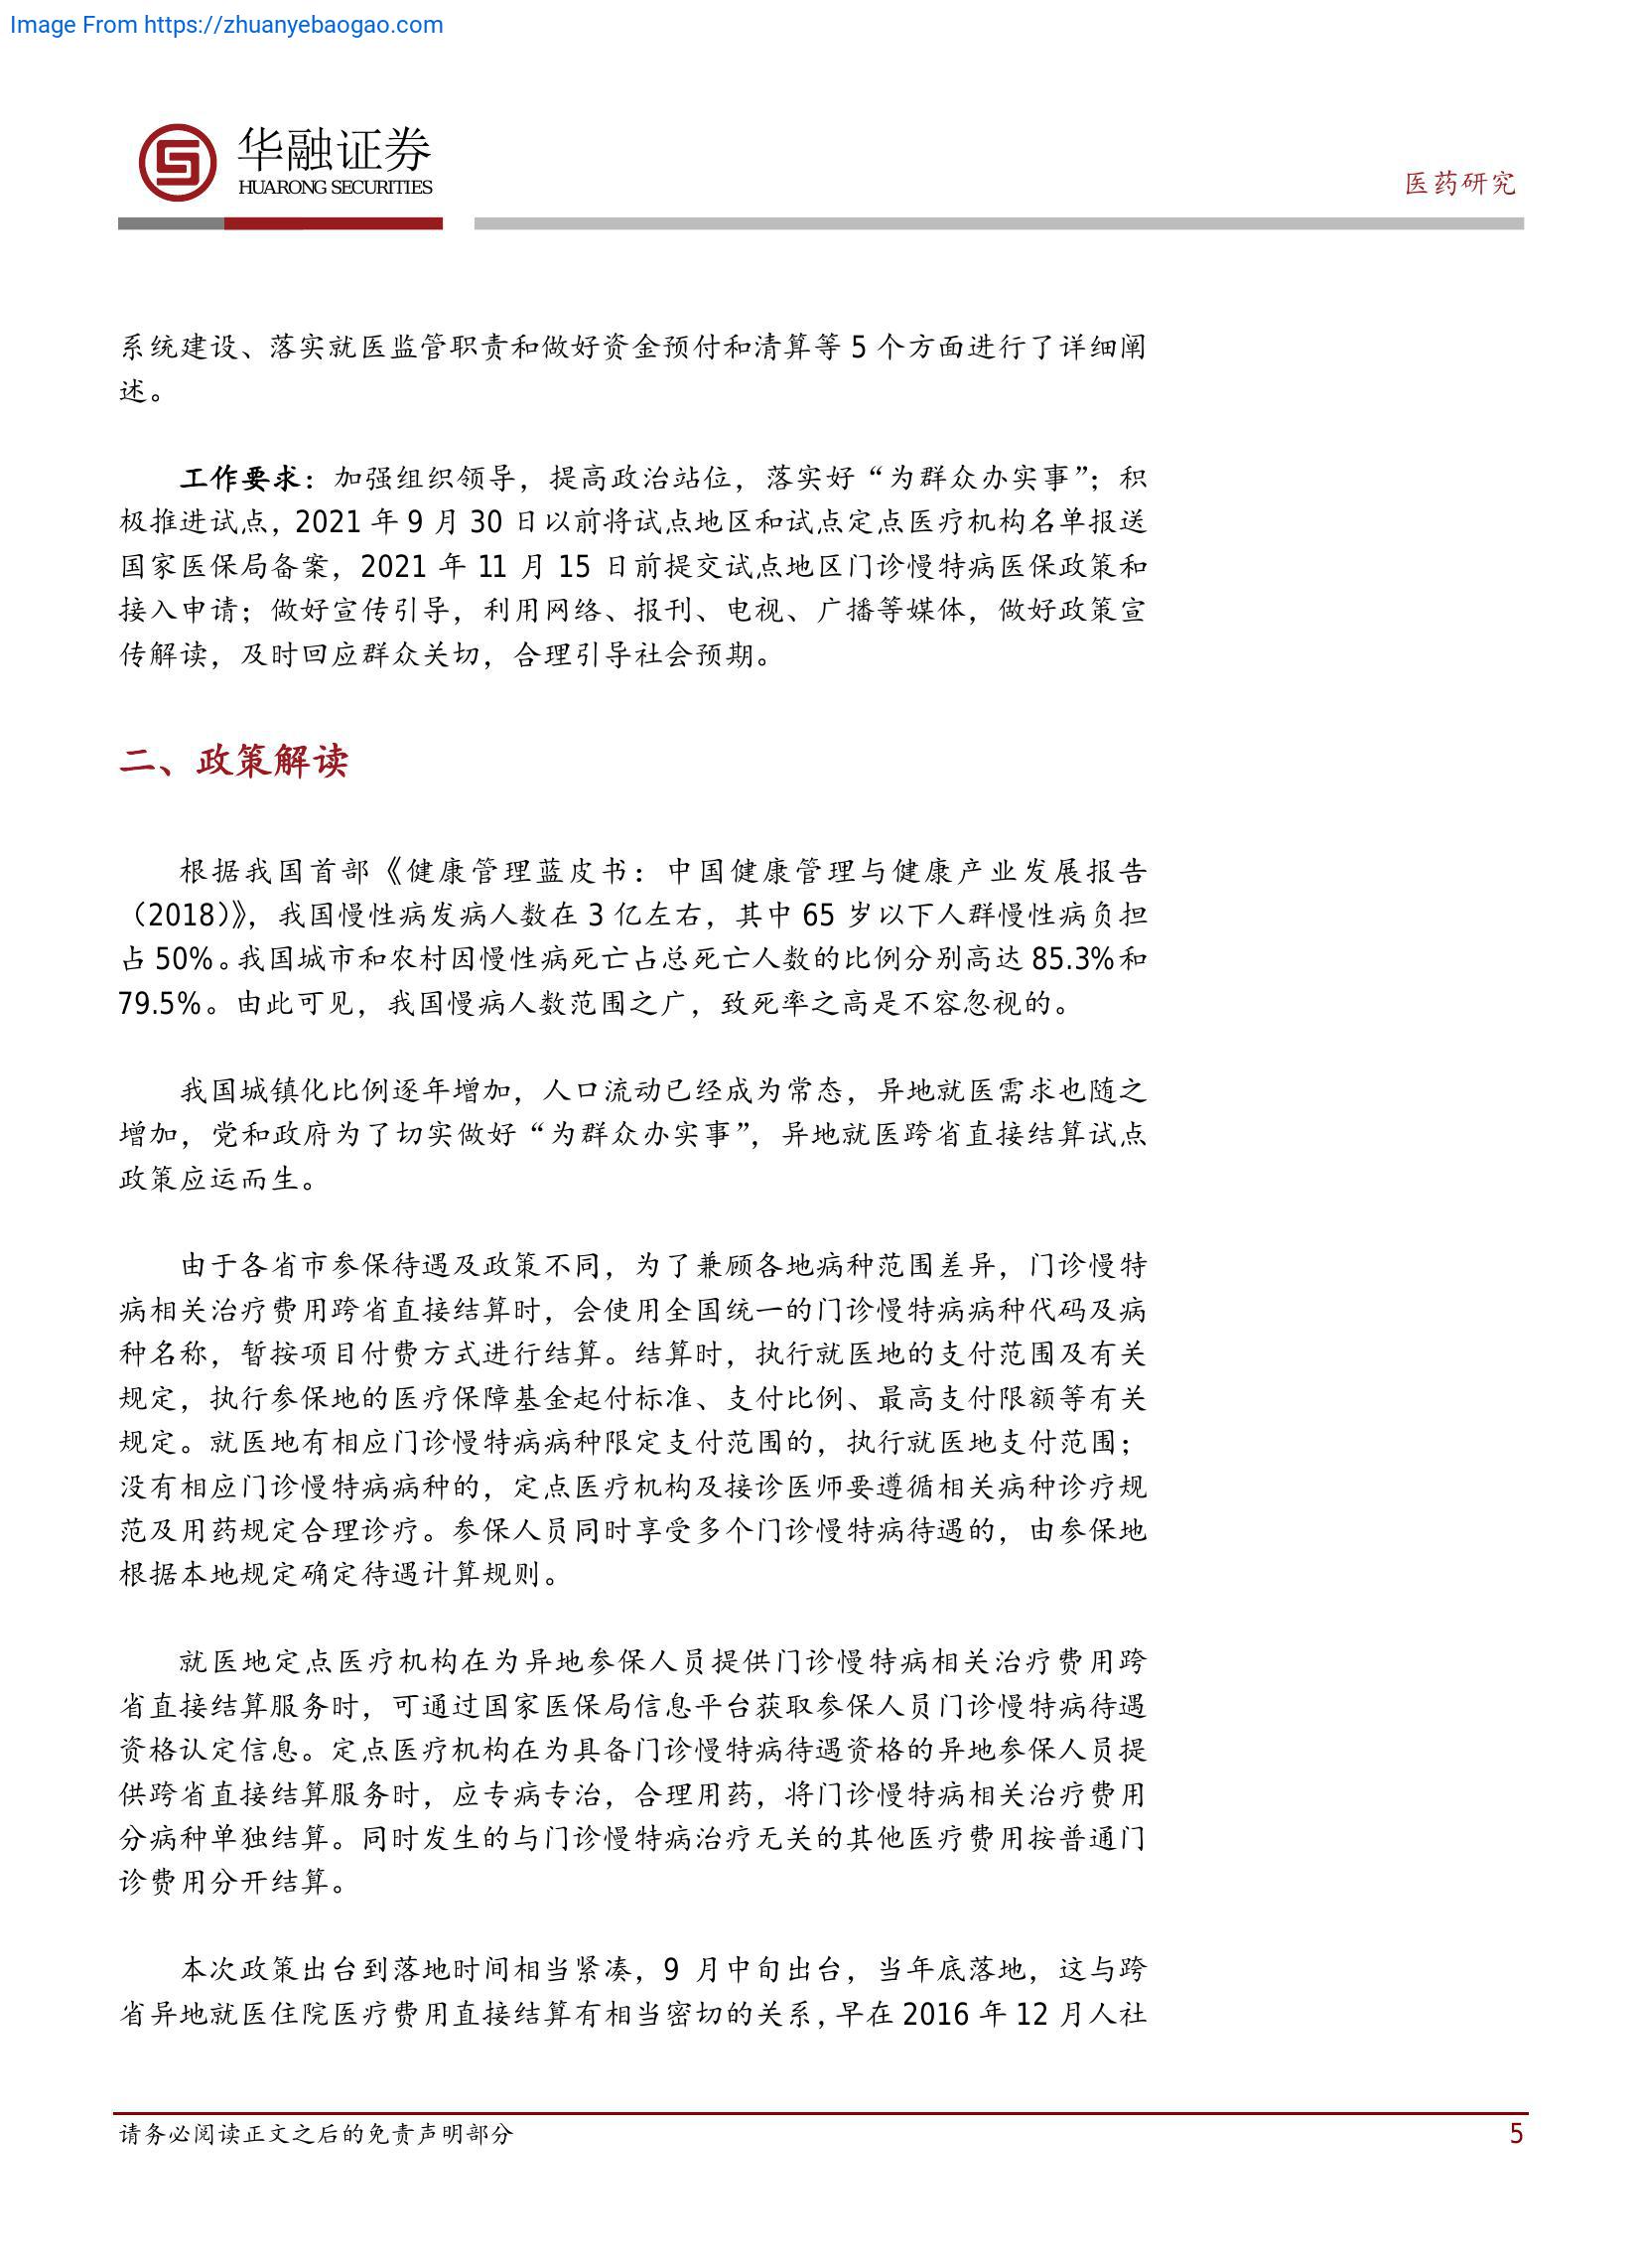 Image From https://zhuanyebaogao.com
华融证券
HUARONG SECURITIES
医药研究
系统建设、落实就医监管职责和做好资金预付和清算等 5 个方面进行了详细阐
述。
工作要求：加强组织领导，提高政治站位，落实好“为群众办实事”；积
极推进试点，2021 年 9 月 30 日以前将试点地区和试点定点医疗机构名单报送
国家医保局备案，2021 年 11 月 15 日前提交试点地区门诊慢特病医保政策和
接入申请；做好宣传引导，利用网络、报刊、电视、广播等媒体，做好政策宣
传解读，及时回应群众关切，合理引导社会预期。
二、政策解读
根据我国首部《健康管理蓝皮书：中国健康管理与健康产业发展报告
（2018）》，我国慢性病发病人数在 3 亿左右，其中 65 岁以下人群慢性病负担
占 50%。我国城市和农村因慢性病死亡占总死亡人数的比例分别高达 85.3%和
79.5%。由此可见，我国慢病人数范围之广，致死率之高是不容忽视的。
我国城镇化比例逐年增加，人口流动已经成为常态，异地就医需求也随之
增加，党和政府为了切实做好“为群众办实事”，异地就医跨省直接结算试点
政策应运而生。
由于各省市参保待遇及政策不同，为了兼顾各地病种范围差异，门诊慢特
病相关治疗费用跨省直接结算时，会使用全国统一的门诊慢特病病种代码及病
种名称，暂按项目付费方式进行结算。结算时，执行就医地的支付范围及有关
规定，执行参保地的医疗保障基金起付标准、支付比例、最高支付限额等有关
规定。就医地有相应门诊慢特病病种限定支付范围的，执行就医地支付范围；
没有相应门诊慢特病病种的，定点医疗机构及接诊医师要遵循相关病种诊疗规
范及用药规定合理诊疗。参保人员同时享受多个门诊慢特病待遇的，由参保地
根据本地规定确定待遇计算规则。
就医地定点医疗机构在为异地参保人员提供门诊慢特病相关治疗费用跨
省直接结算服务时，可通过国家医保局信息平台获取参保人员门诊慢特病待遇
资格认定信息。定点医疗机构在为具备门诊慢特病待遇资格的异地参保人员提
供跨省直接结算服务时，应专病专治，合理用药，将门诊慢特病相关治疗费用
分病种单独结算。同时发生的与门诊慢特病治疗无关的其他医疗费用按普通门
诊费用分开结算。
本次政策出台到落地时间相当紧凑，9 月中旬出台，当年底落地，这与跨
省异地就医住院医疗费用直接结算有相当密切的关系，早在 2016 年 12 月人社
请务必阅读正文之后的免责声明部分
5